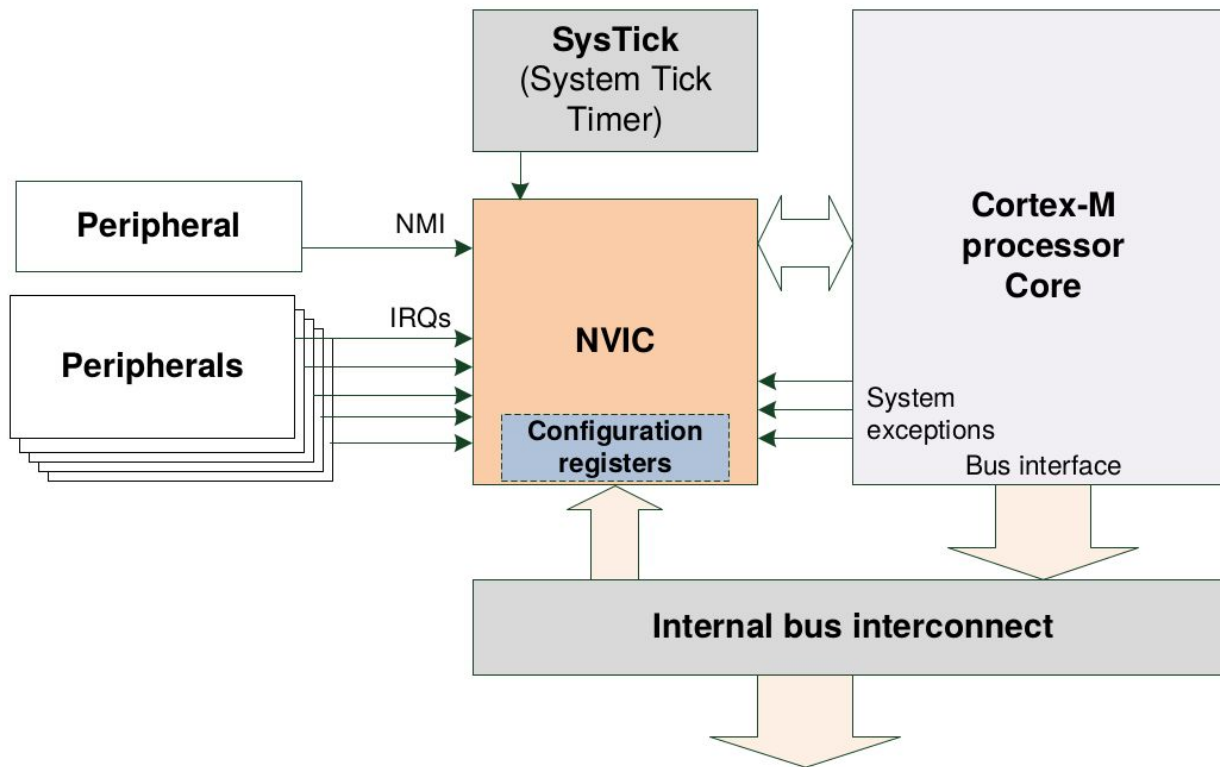 SysTick
(System Tick
Timer)
Peripheral
NMI
Cortex-M
processor
Core
IRQs
NVIC
Peripherals
System
exceptions
Configuration
registers
Bus interface
Internal bus interconnect